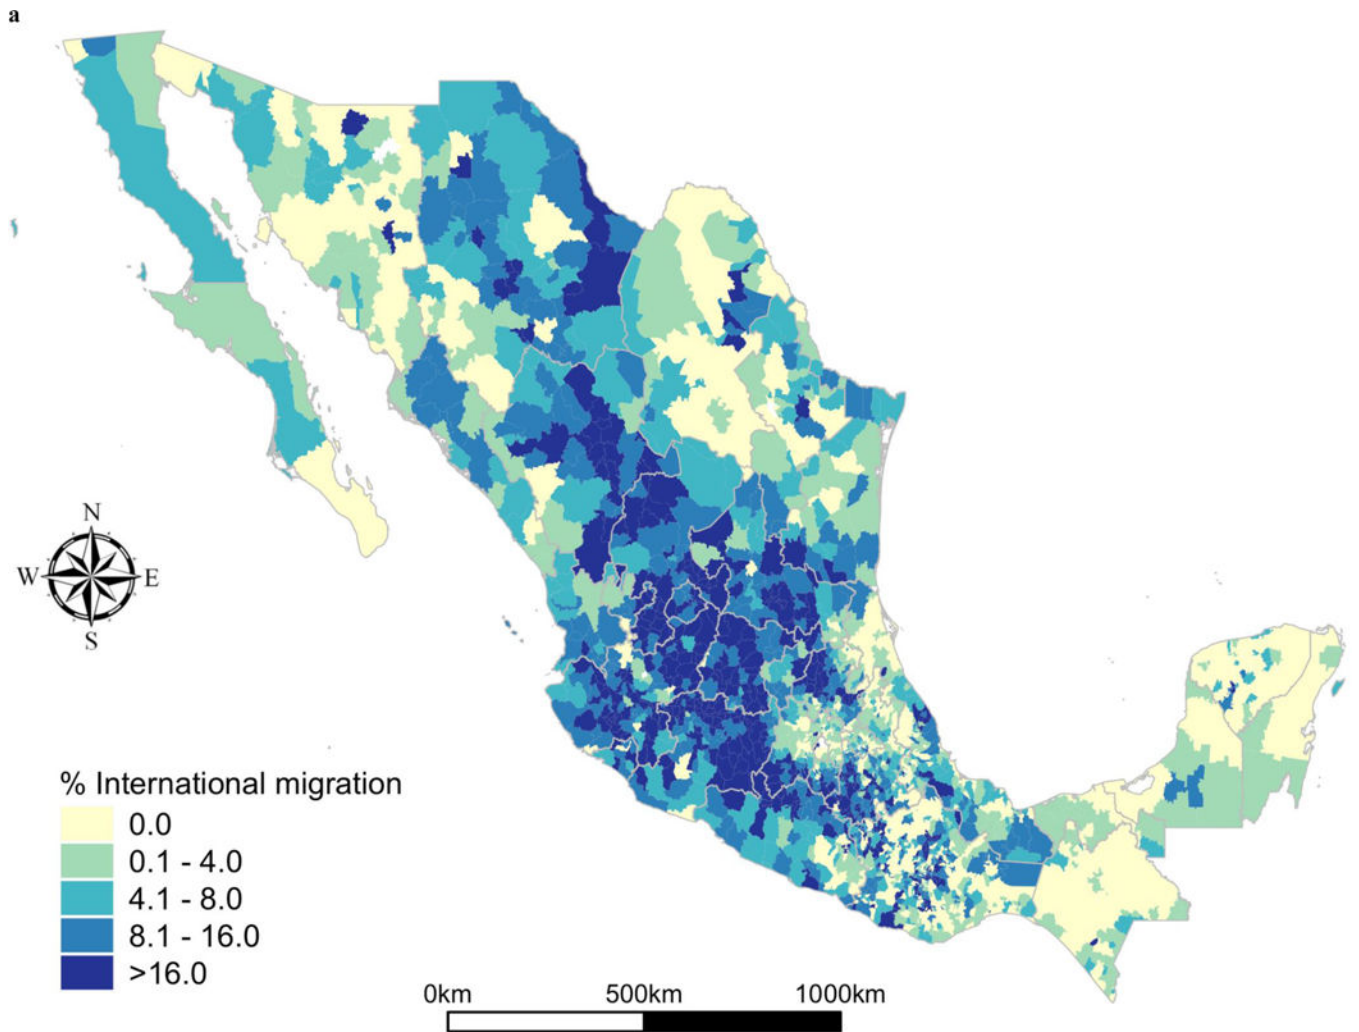 a
N
W E
S
% International migration
0.0
0.1 - 4.0
4.1 - 8.0
8.1 - 16.0
>16.0
0km 500km 1000km